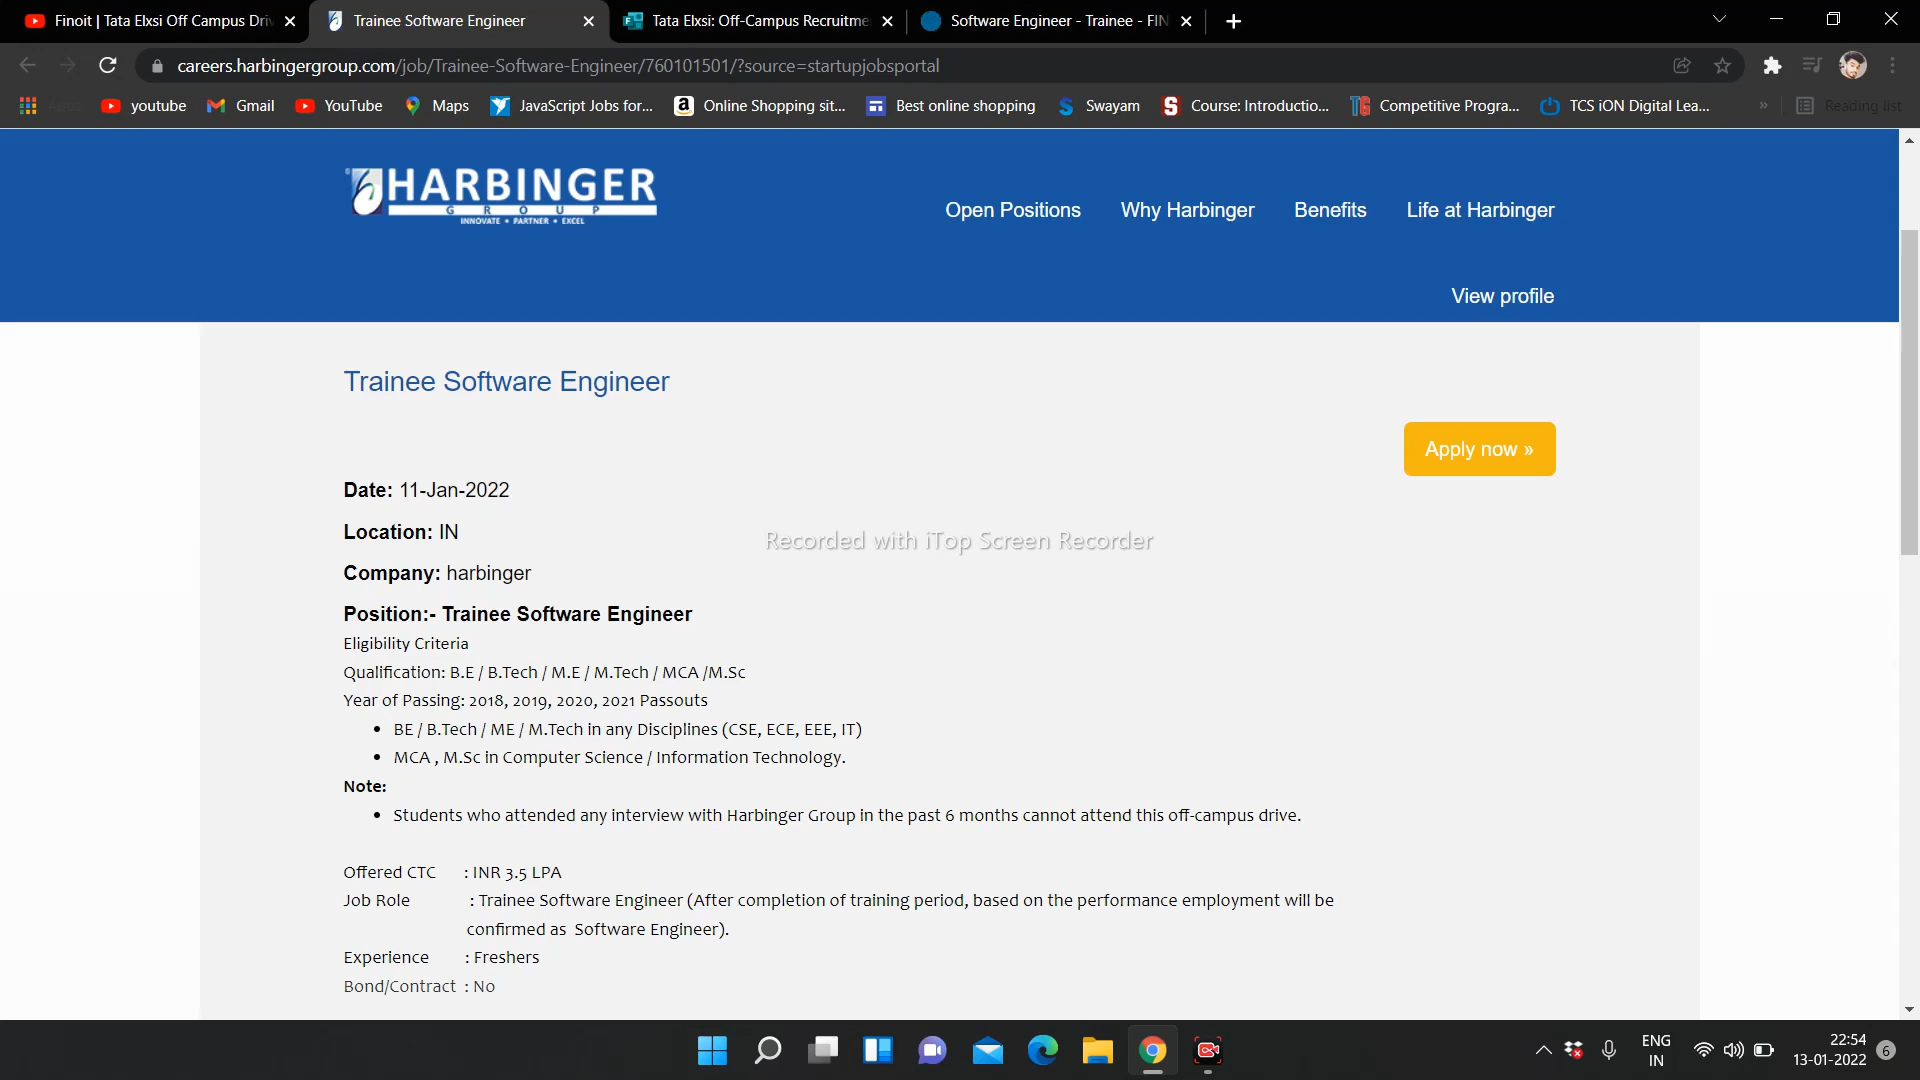 Finoit | Tata Elxsi Off Campus Driv
Trainee Software Engineer
Tata Elxsi: Off-Campus Recruitme
Software Engineer - Trainee - FIN
careers.harbingergroup.com/job/Trainee-Software-Engineer/760101501/?source=startupjobsportal
Apps
youtube
Gmail
YouTube
Maps
JavaScript Jobs for...
Online Shopping sit...
Best online shopping
Swayam
Course: Introductio...
Competitive Progra...
TCS iON Digital Lea...
»
Reading list
HARBINGER
GROUP
INNOVATE • PARTNER • EXCEL
Open Positions
Why Harbinger
Benefits
Life at Harbinger
View profile
Trainee Software Engineer
Apply now »
Date: 11-Jan-2022
Location: IN
Recorded with iTop Screen Recorder
Company: harbinger
Position:- Trainee Software Engineer
Eligibility Criteria
Qualification: B.E / B.Tech / M.E / M.Tech / MCA /M.Sc
Year of Passing: 2018, 2019, 2020, 2021 Passouts
• BE / B.Tech / ME / M.Tech in any Disciplines (CSE, ECE, EEE, IT)
• MCA , M.Sc in Computer Science / Information Technology.
Note:
• Students who attended any interview with Harbinger Group in the past 6 months cannot attend this off-campus drive.
Offered CTC : INR 3.5 LPA
Job Role : Trainee Software Engineer (After completion of training period, based on the performance employment will be
confirmed as Software Engineer).
Experience : Freshers
Bond/Contract : No
ENG
IN
22:54
13-01-2022
6